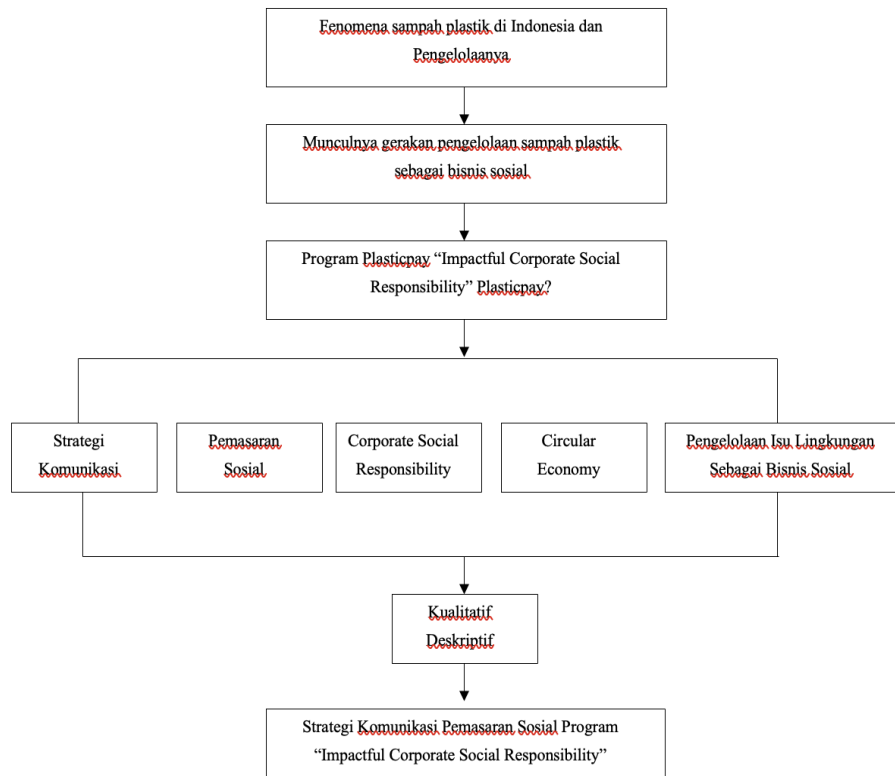 Fenomena sampah plastik di Indonesia dan
Pengelolaanya
Munculnya gerakan pengelolaan sampah plastik
sebagai bisnis sosial
Program Plasticpay “Impactful Corporate Social
Responsibility” Plasticpay?
Strategi
Komunikasi
Pemasaran
Sosial
Corporate Social
Responsibility
Circular
Economy
Pengelolaan Isu Lingkungan
Sebagai Bisnis Sosial
Kualitatif
Deskriptif
Strategi Komunikasi Pemasaran Sosial Program
“Impactful Corporate Social Responsibility”